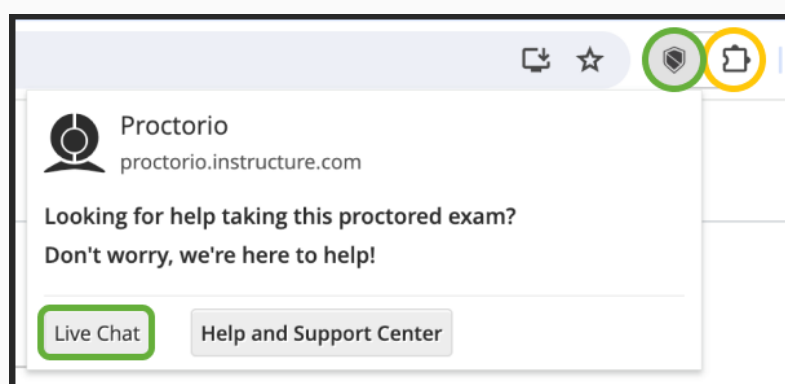 Proctorio
proctorio.instructure.com
Looking for help taking this proctored exam?
Don't worry, we're here to help!
Live Chat
Help and Support Center